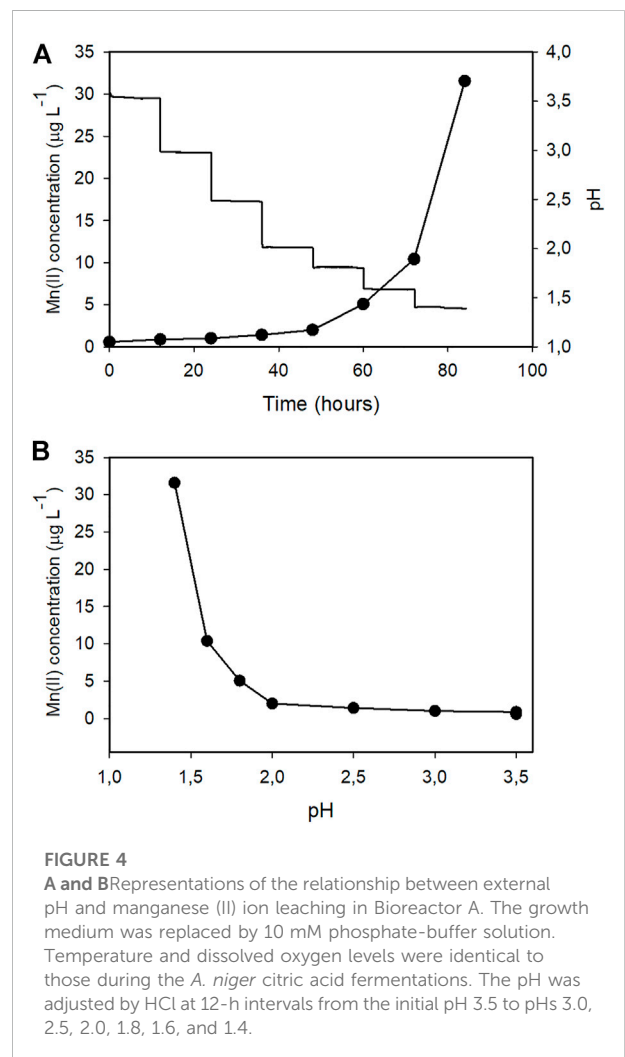 A
Mn(II) concentration (µg L⁻¹)
35
30
25
20
15
10
5
0
4,0
3,5
3,0
2,5
2,0
1,5
1,0
pH
0 20 40 60 80 100
Time (hours)
B
Mn(II) concentration (µg L⁻¹)
35
30
25
20
15
10
5
0
1,0 1,5 2,0 2,5 3,0 3,5
pH
FIGURE 4
A and BRepresentations of the relationship between external
pH and manganese (II) ion leaching in Bioreactor A. The growth
medium was replaced by 10 mM phosphate-buffer solution.
Temperature and dissolved oxygen levels were identical to
those during the A. niger citric acid fermentations. The pH was
adjusted by HCl at 12-h intervals from the initial pH 3.5 to pHs 3.0,
2.5, 2.0, 1.8, 1.6, and 1.4.